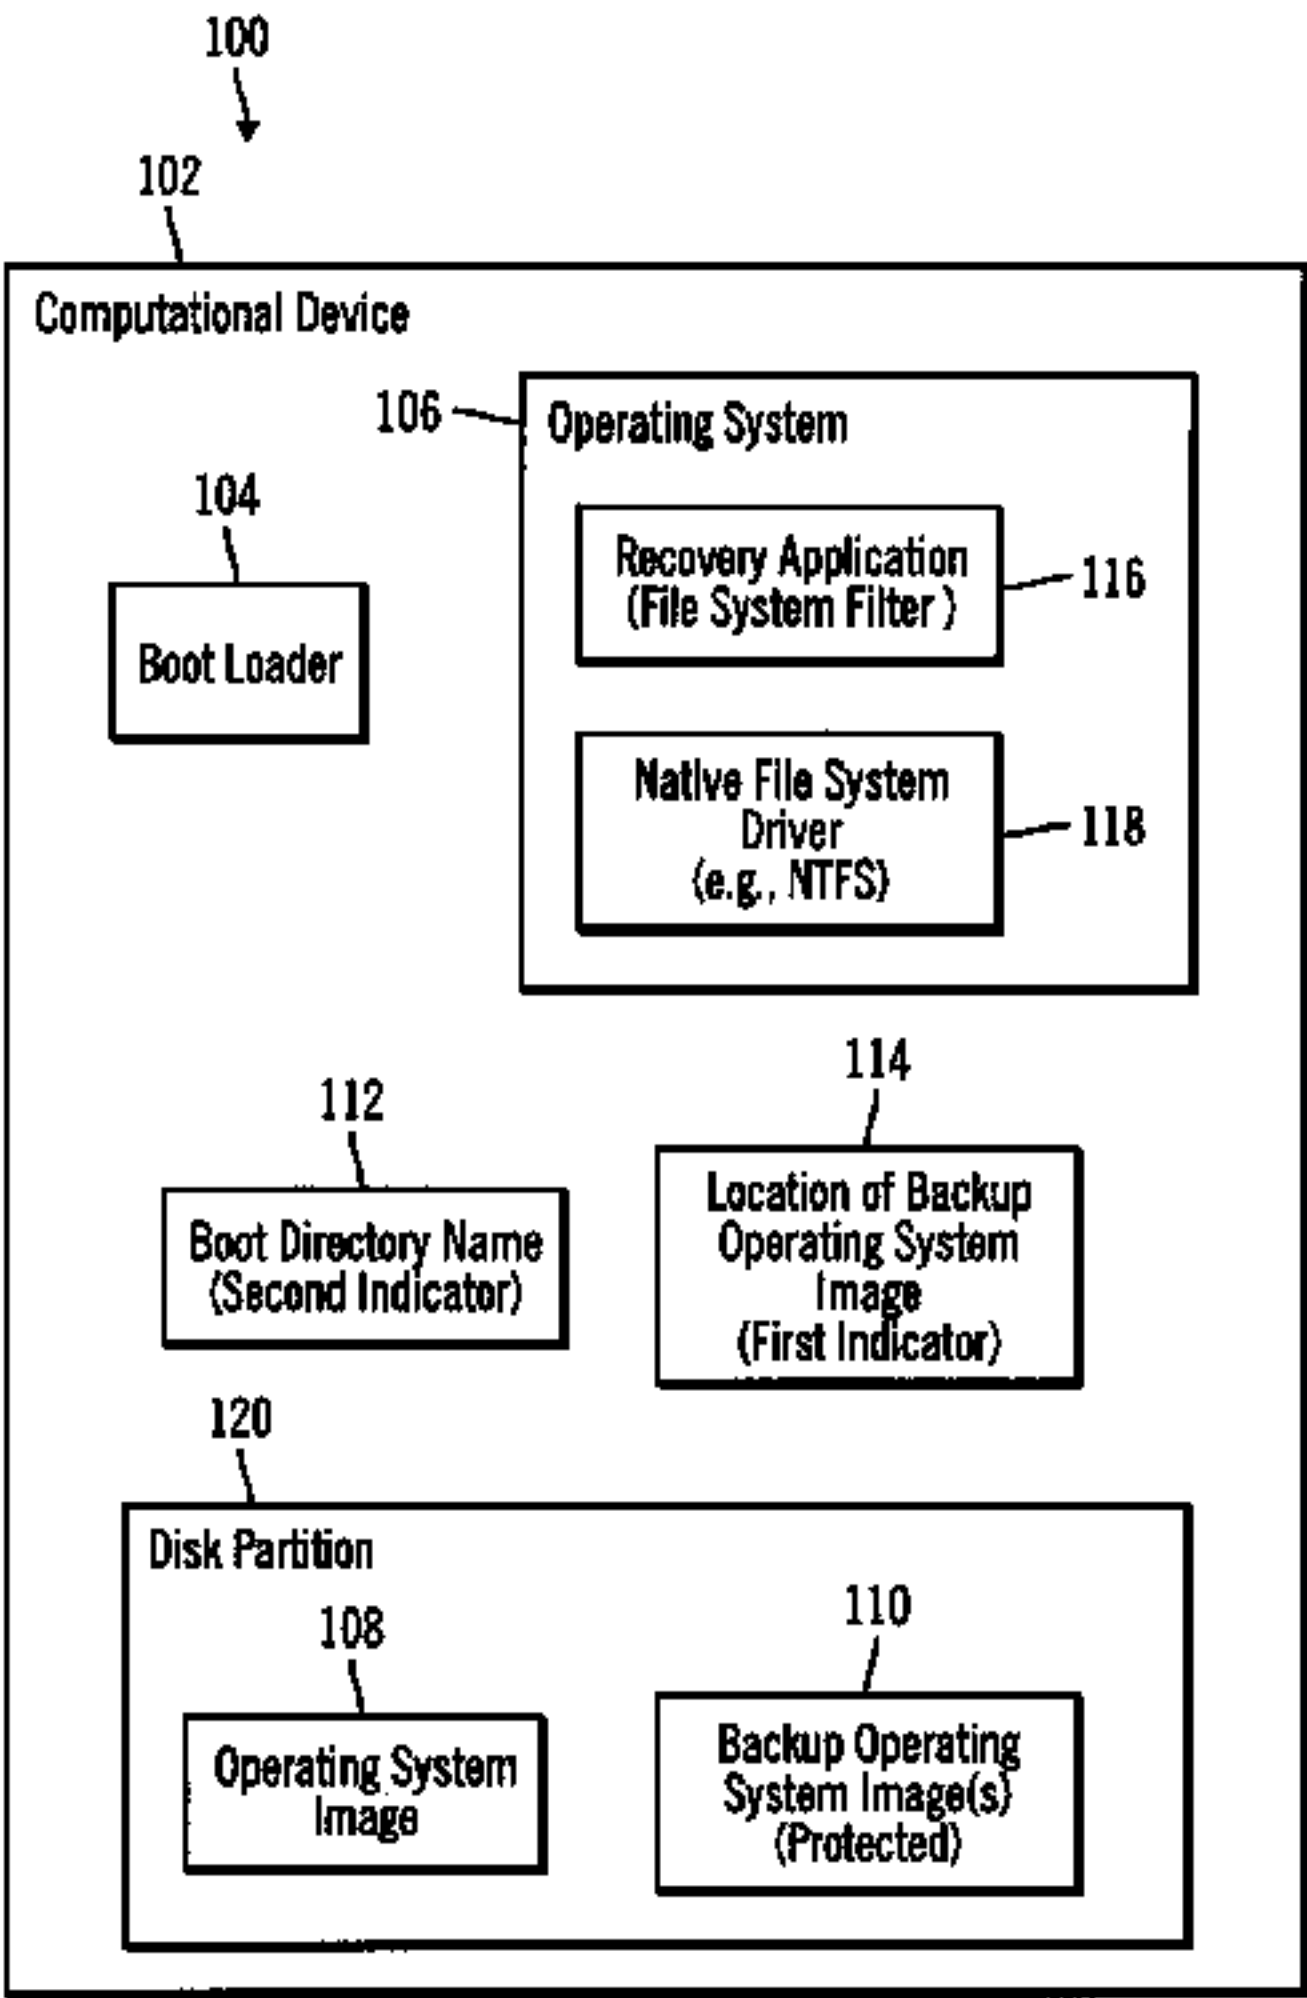 100
102
Computational Device
106
Operating System
104
Boot Loader
Recovery Application
(File System Filter)
116
Native File System
Driver
(e.g., NTFS)
118
112
Boot Directory Name
(Second Indicator)
114
Location of Backup
Operating System
Image
(First Indicator)
120
Disk Partition
108
Operating System
Image
110
Backup Operating
System Image(s)
(Protected)